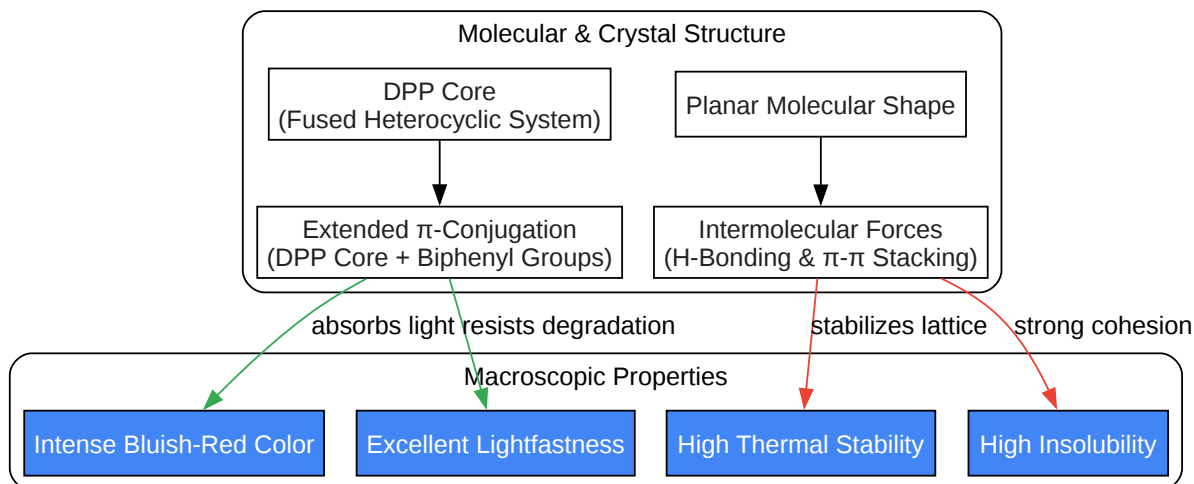 Molecular & Crystal Structure
DPP Core
(Fused Heterocyclic System)
Planar Molecular Shape
Extended π-Conjugation
(DPP Core + Biphenyl Groups)
Intermolecular Forces
(H-Bonding & π-π Stacking)
absorbs light
resists degradation
stabilizes lattice
strong cohesion
Macroscopic Properties
Intense Bluish-Red Color
Excellent Lightfastness
High Thermal Stability
High Insolubility